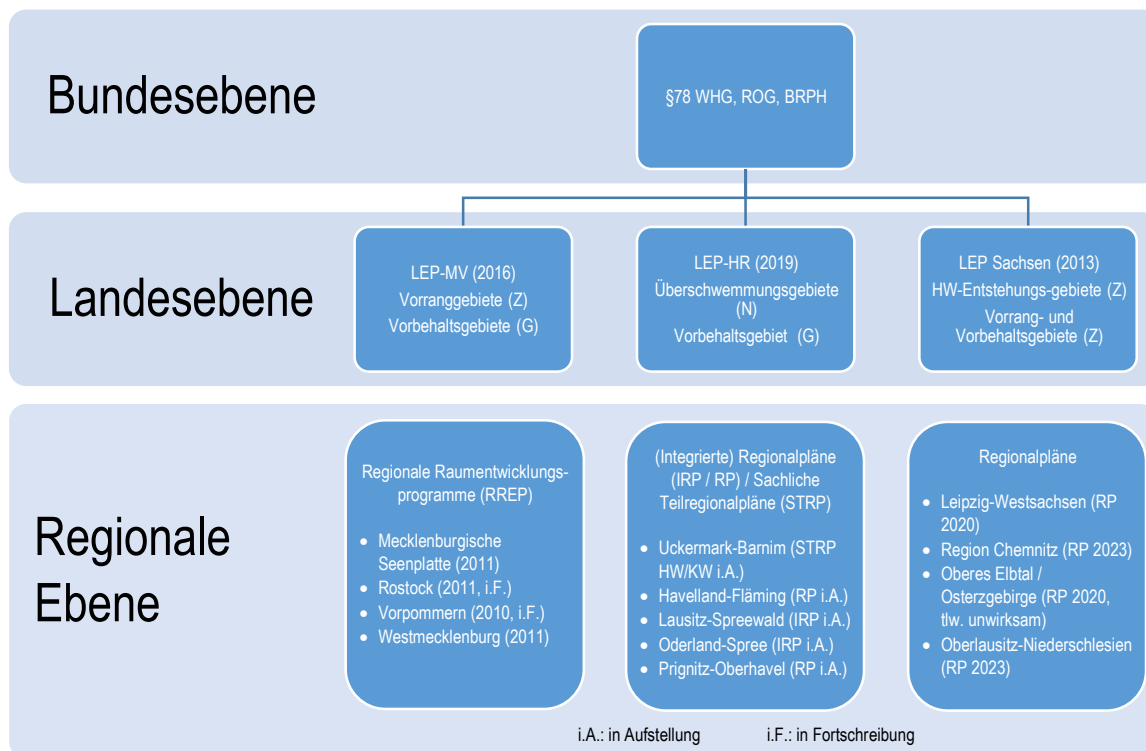 Bundesebene
§78 WHG, ROG, BRPH
Landesebene
LEP-MV (2016)
Vorranggebiete (Z)
Vorbehaltsgebiete (G)
LEP-HR (2019)
Überschwemmungsgebiete
(N)
Vorbehaltsgebiet (G)
LEP Sachsen (2013)
HW-Entstehungs-gebiete (Z)
Vorrang- und
Vorbehaltsgebiete (Z)
Regionale
Ebene
Regionale Raumentwicklungs-
programme (RREP)
• Mecklenburgische
Seenplatte (2011)
• Rostock (2011, i.F.)
• Vorpommern (2010, i.F.)
• Westmecklenburg (2011)
(Integrierte) Regionalpläne
(IRP / RP) / Sachliche
Teilregionalpläne (STRP)
• Uckermark-Barnim (STRP
HW/KW i.A.)
• Havelland-Fläming (RP i.A.)
• Lausitz-Spreewald (IRP i.A.)
• Oderland-Spree (IRP i.A.)
• Prignitz-Oberhavel (RP i.A.)
Regionalpläne
• Leipzig-Westsachsen (RP
2020)
• Region Chemnitz (RP 2023)
• Oberes Elbtal /
Osterzgebirge (RP 2020,
tlw. unwirksam)
• Oberlausitz-Niederschlesien
(RP 2023)
i.A.: in Aufstellung i.F.: in Fortschreibung